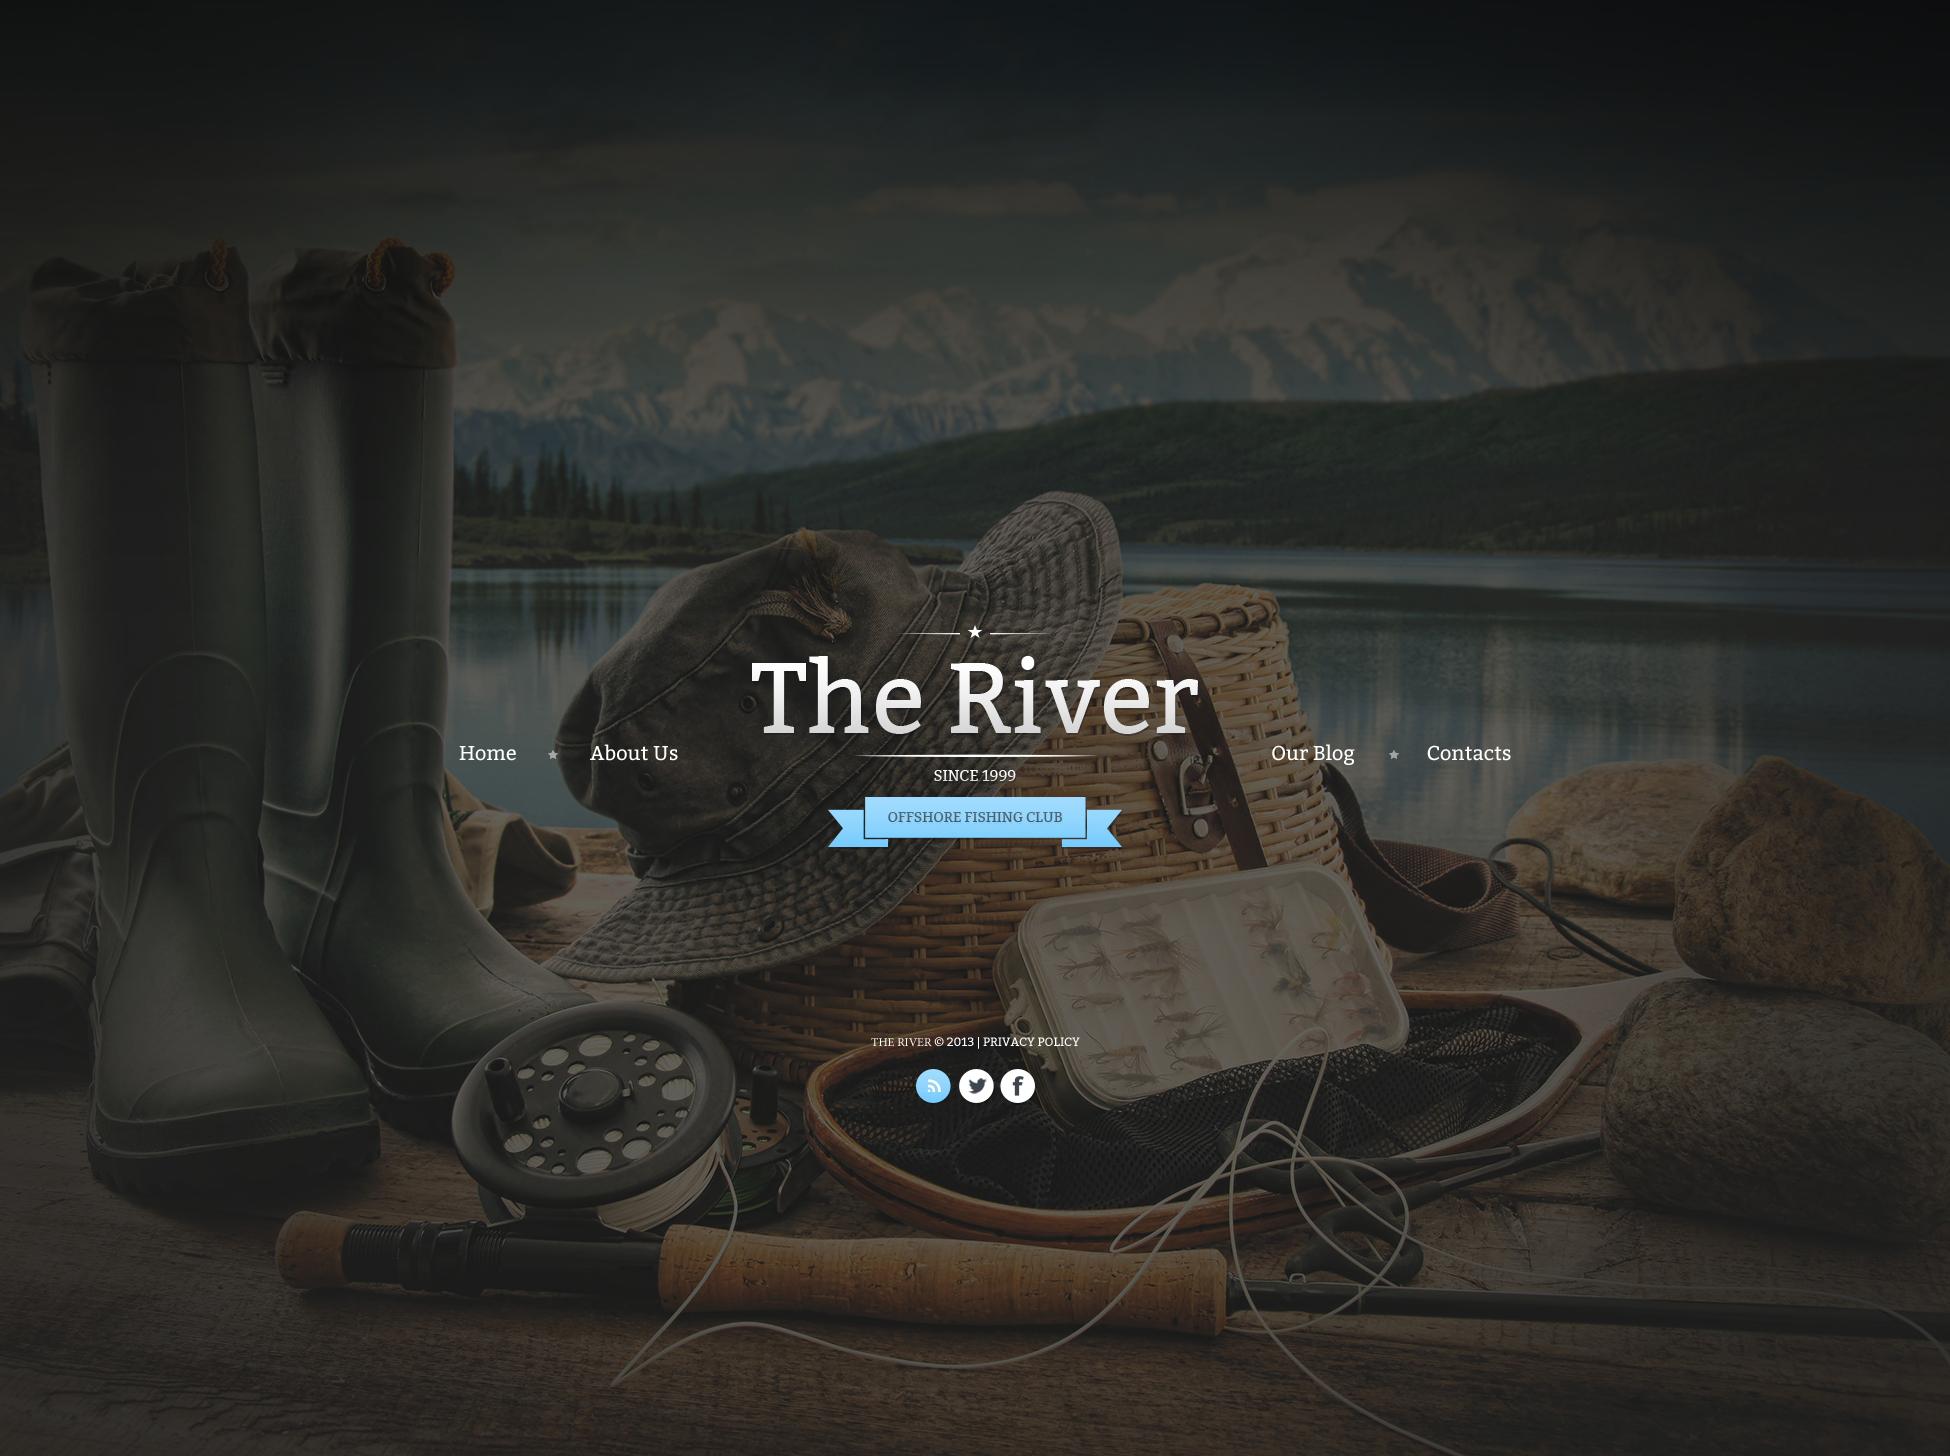 The River
Home
About Us
Our Blog
Contacts
SINCE 1999
OFFSHORE FISHING CLUB
THE RIVER © 2013 | PRIVACY POLICY